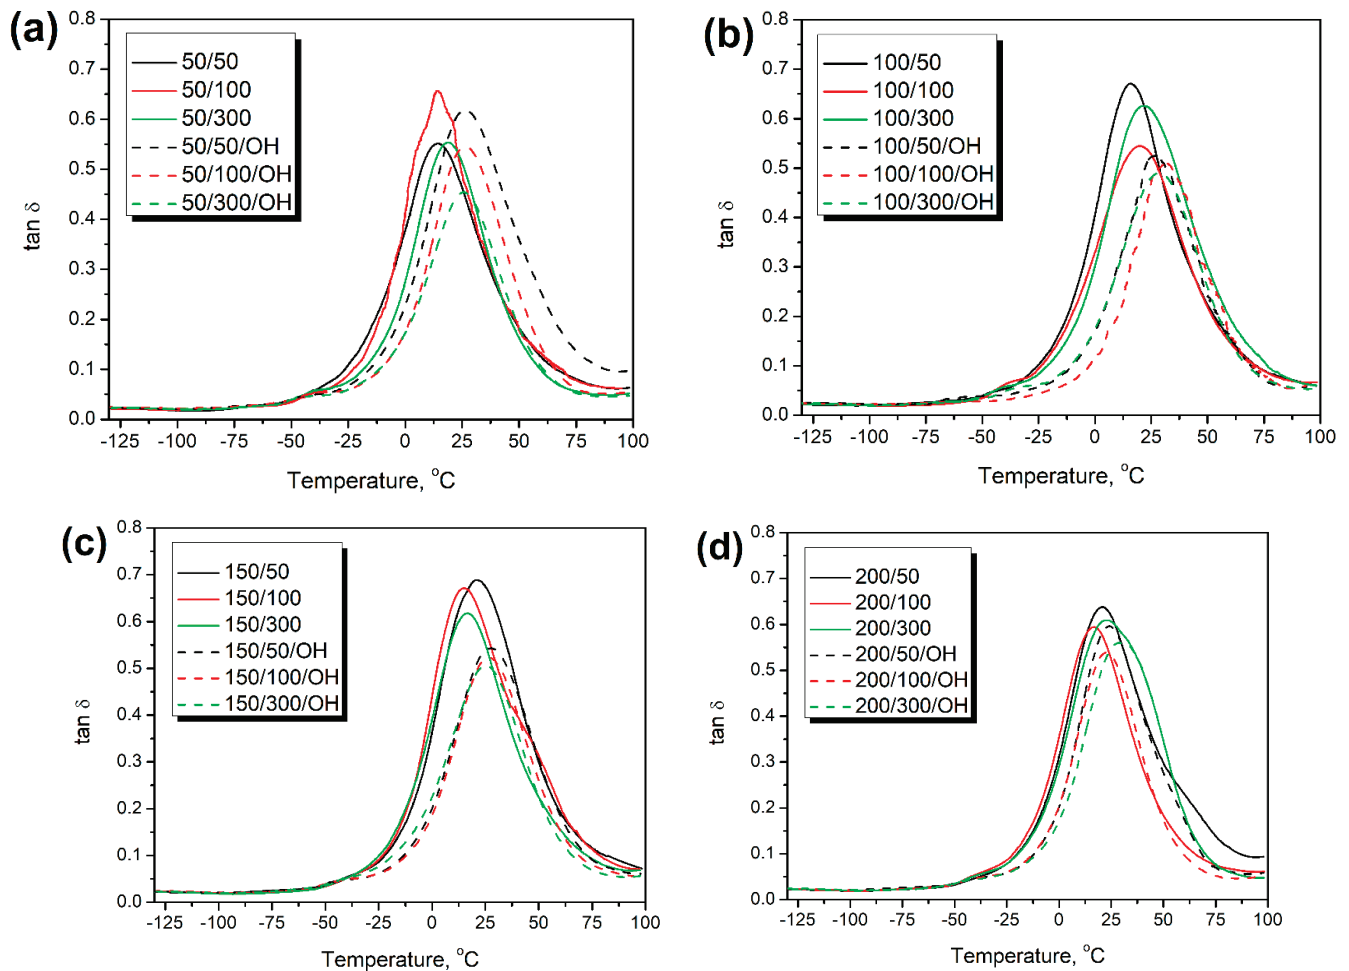 (a)
0.8
0.7
0.6
0.5
0.4
0.3
0.2
0.1
0.0
tan δ
50/50
50/100
50/300
50/50/OH
50/100/OH
50/300/OH
-125 -100 -75 -50 -25 0 25 50 75 100
Temperature, °C
(b)
0.8
0.7
0.6
0.5
0.4
0.3
0.2
0.1
0.0
tan δ
100/50
100/100
100/300
100/50/OH
100/100/OH
100/300/OH
-125 -100 -75 -50 -25 0 25 50 75 100
Temperature, °C
(c)
0.8
0.7
0.6
0.5
0.4
0.3
0.2
0.1
0.0
tan δ
150/50
150/100
150/300
150/50/OH
150/100/OH
150/300/OH
-125 -100 -75 -50 -25 0 25 50 75 100
Temperature, °C
(d)
0.8
0.7
0.6
0.5
0.4
0.3
0.2
0.1
0.0
tan δ
200/50
200/100
200/300
200/50/OH
200/100/OH
200/300/OH
-125 -100 -75 -50 -25 0 25 50 75 100
Temperature, °C